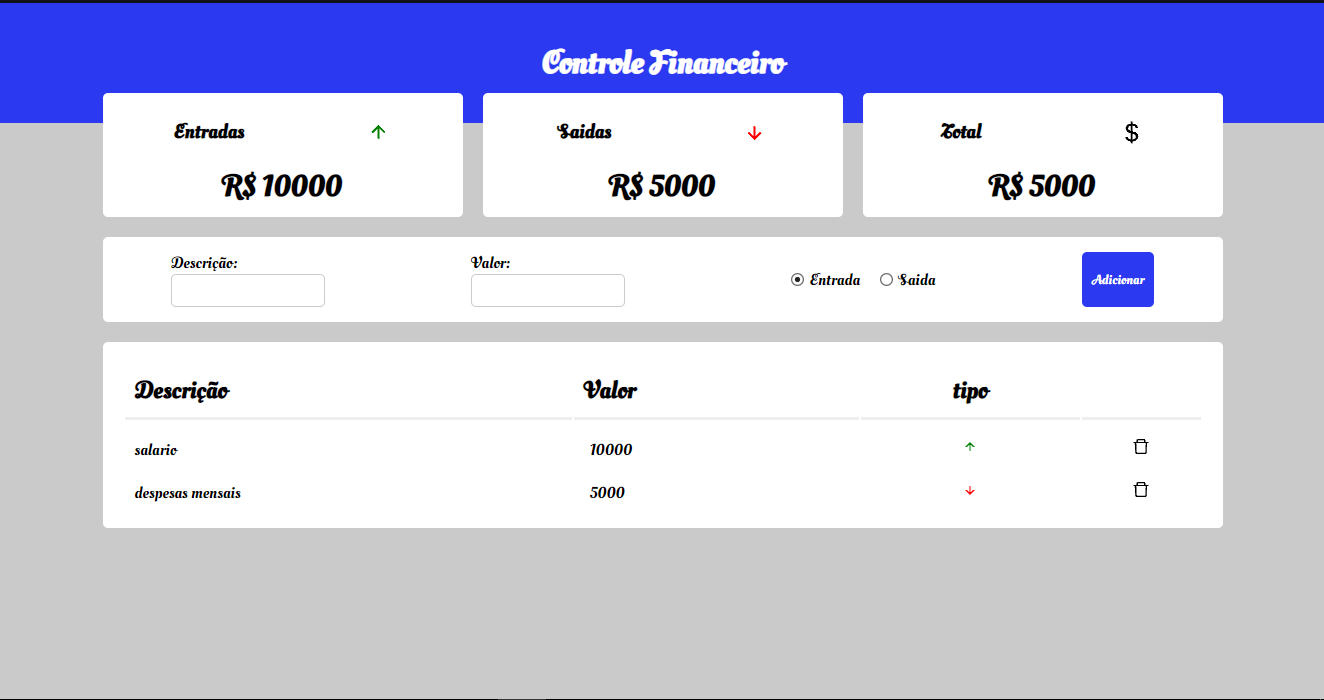 Controle Financeiro
Entradas
R$ 10000
Saidas
R$ 5000
Total $
R$ 5000
Descrição: Valor:
Entrada Saida Adicionar
Descrição Valor tipo
salario 10000
despesas mensais 5000